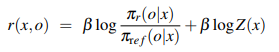 r(x,o) = β log π_r(o|x) / π_ref(o|x) + β log Z(x)